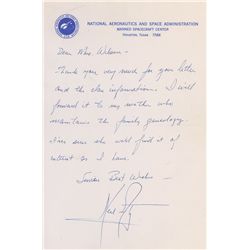 NATIONAL AERONAUTICS AND SPACE ADMINISTRATION
MANNED SPACECRAFT CENTER
HOUSTON, TEXAS 77058
Dear Mrs. Wilson -
Thank you very much for your letter
and the clan information. I will
forward it to my mother who
maintains the family genealogy.
I'm sure she will find it of
interest as I have.
Sincere Best Wishes -